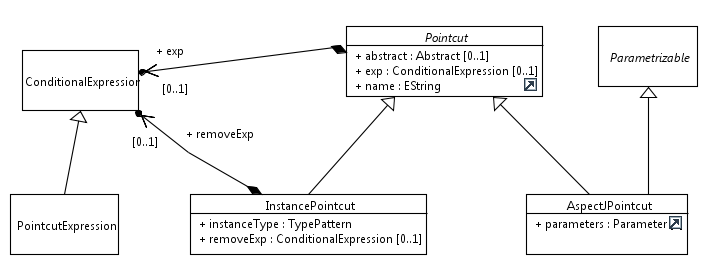 Pointcut
+ abstract : Abstract [0..1]
+ exp : ConditionalExpression [0..1]
+ name : EString
Parametrizable
ConditionalExpression
+ exp
[0..1]
+ removeExp
[0..1]
PointcutExpression
InstancePointcut
+ instanceType : TypePattern
+ removeExp : ConditionalExpression [0..1]
AspectJPointcut
+ parameters : Parameter